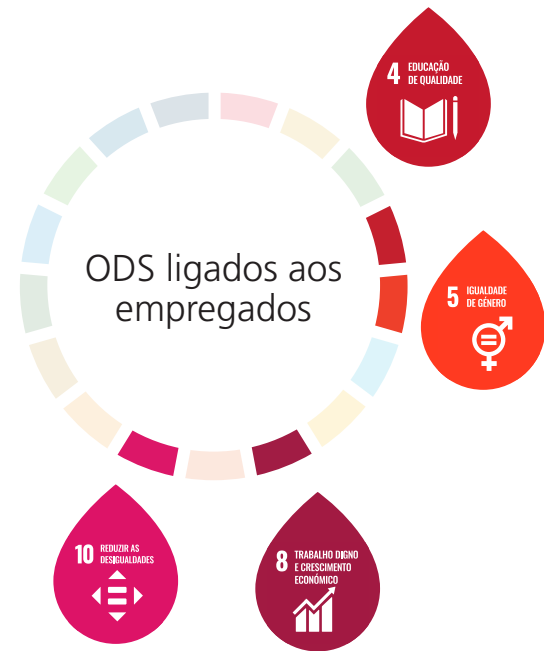 4 EDUCAÇÃO
DE QUALIDADE
ODS ligados aos
empregados
5 IGUALDADE
DE GÉNERO
10 REDUZIR AS
DESIGUALDADES
8 TRABALHO DIGNO
E CRESCIMENTO
ECONÓMICO